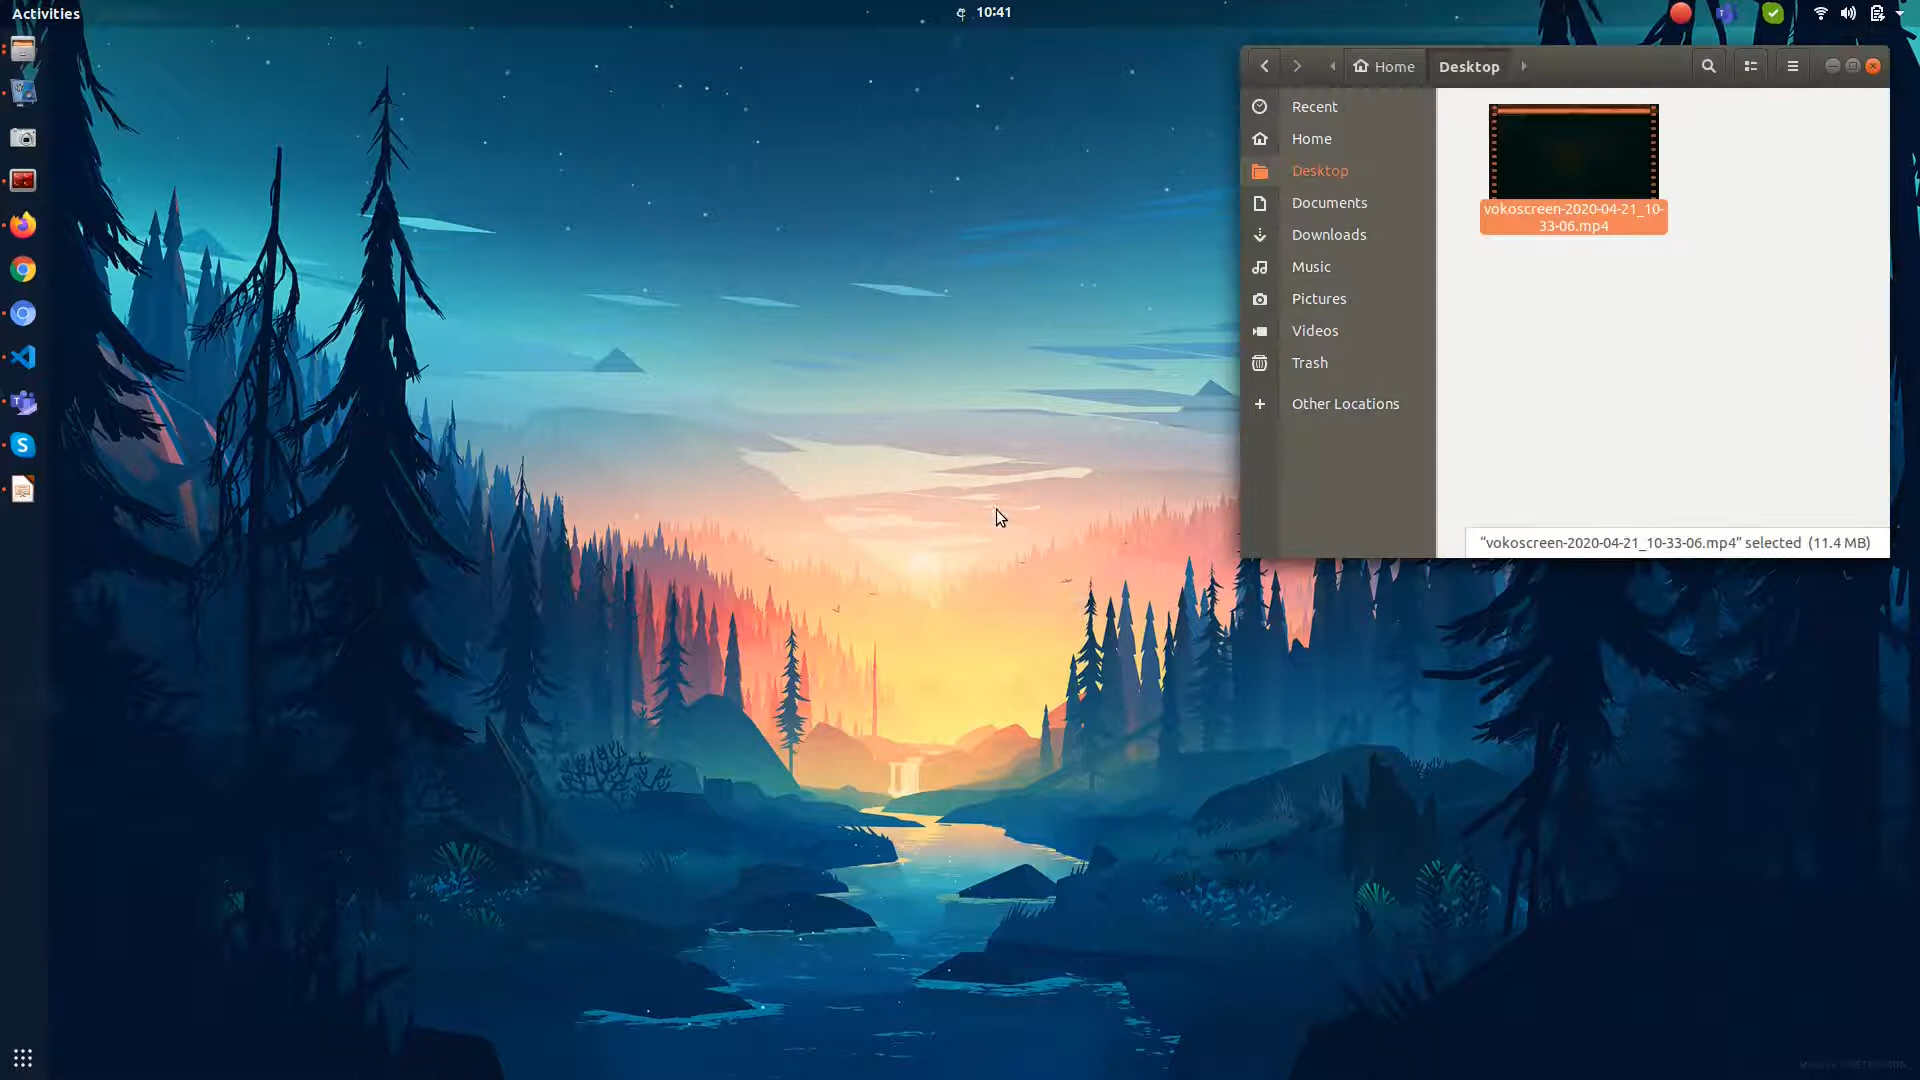 Activities
10:41
Home
Desktop
Recent
Home
Desktop
Documents
Downloads
Music
Pictures
Videos
Trash
Other Locations
vokoscreen-2020-04-21_10-
33-06.mp4
“vokoscreen-2020-04-21_10-33-06.mp4” selected (11.4 MB)